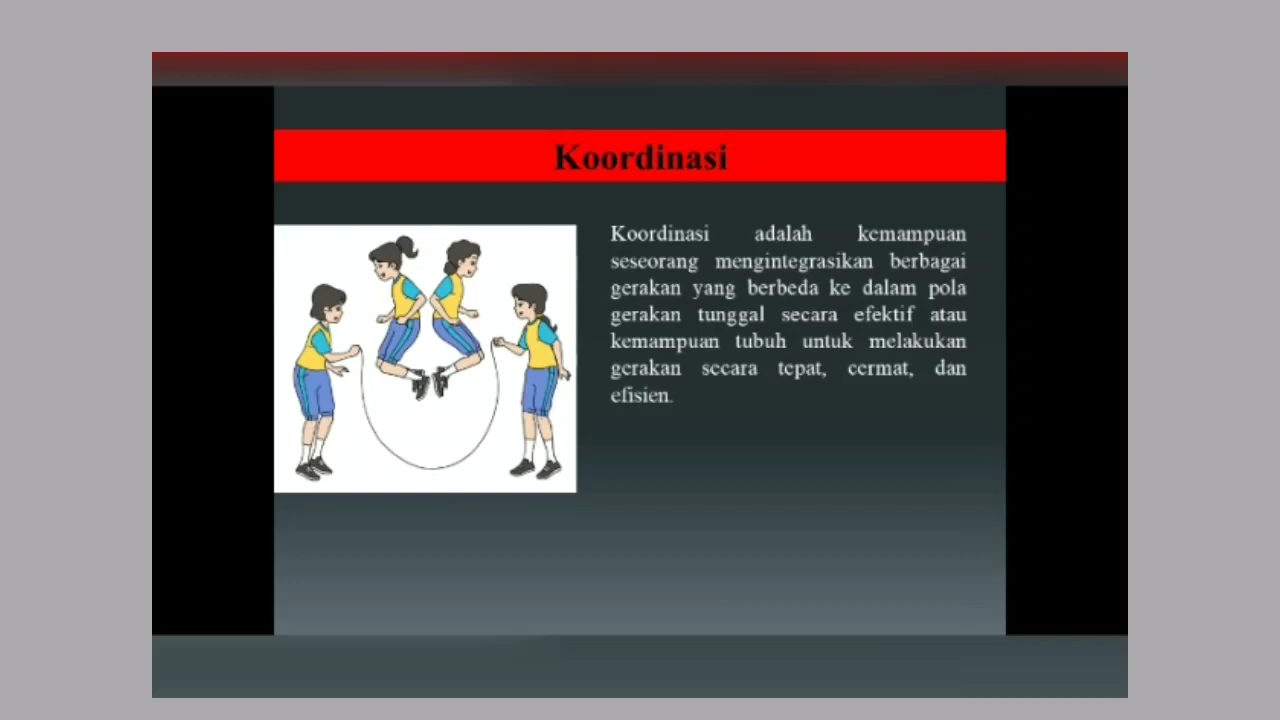 Koordinasi
Koordinasi adalah kemampuan
seseorang mengintegrasikan berbagai
gerakan yang berbeda ke dalam pola
gerakan tunggal secara efektif atau
kemampuan tubuh untuk melakukan
gerakan secara tepat, cermat, dan
efisien.